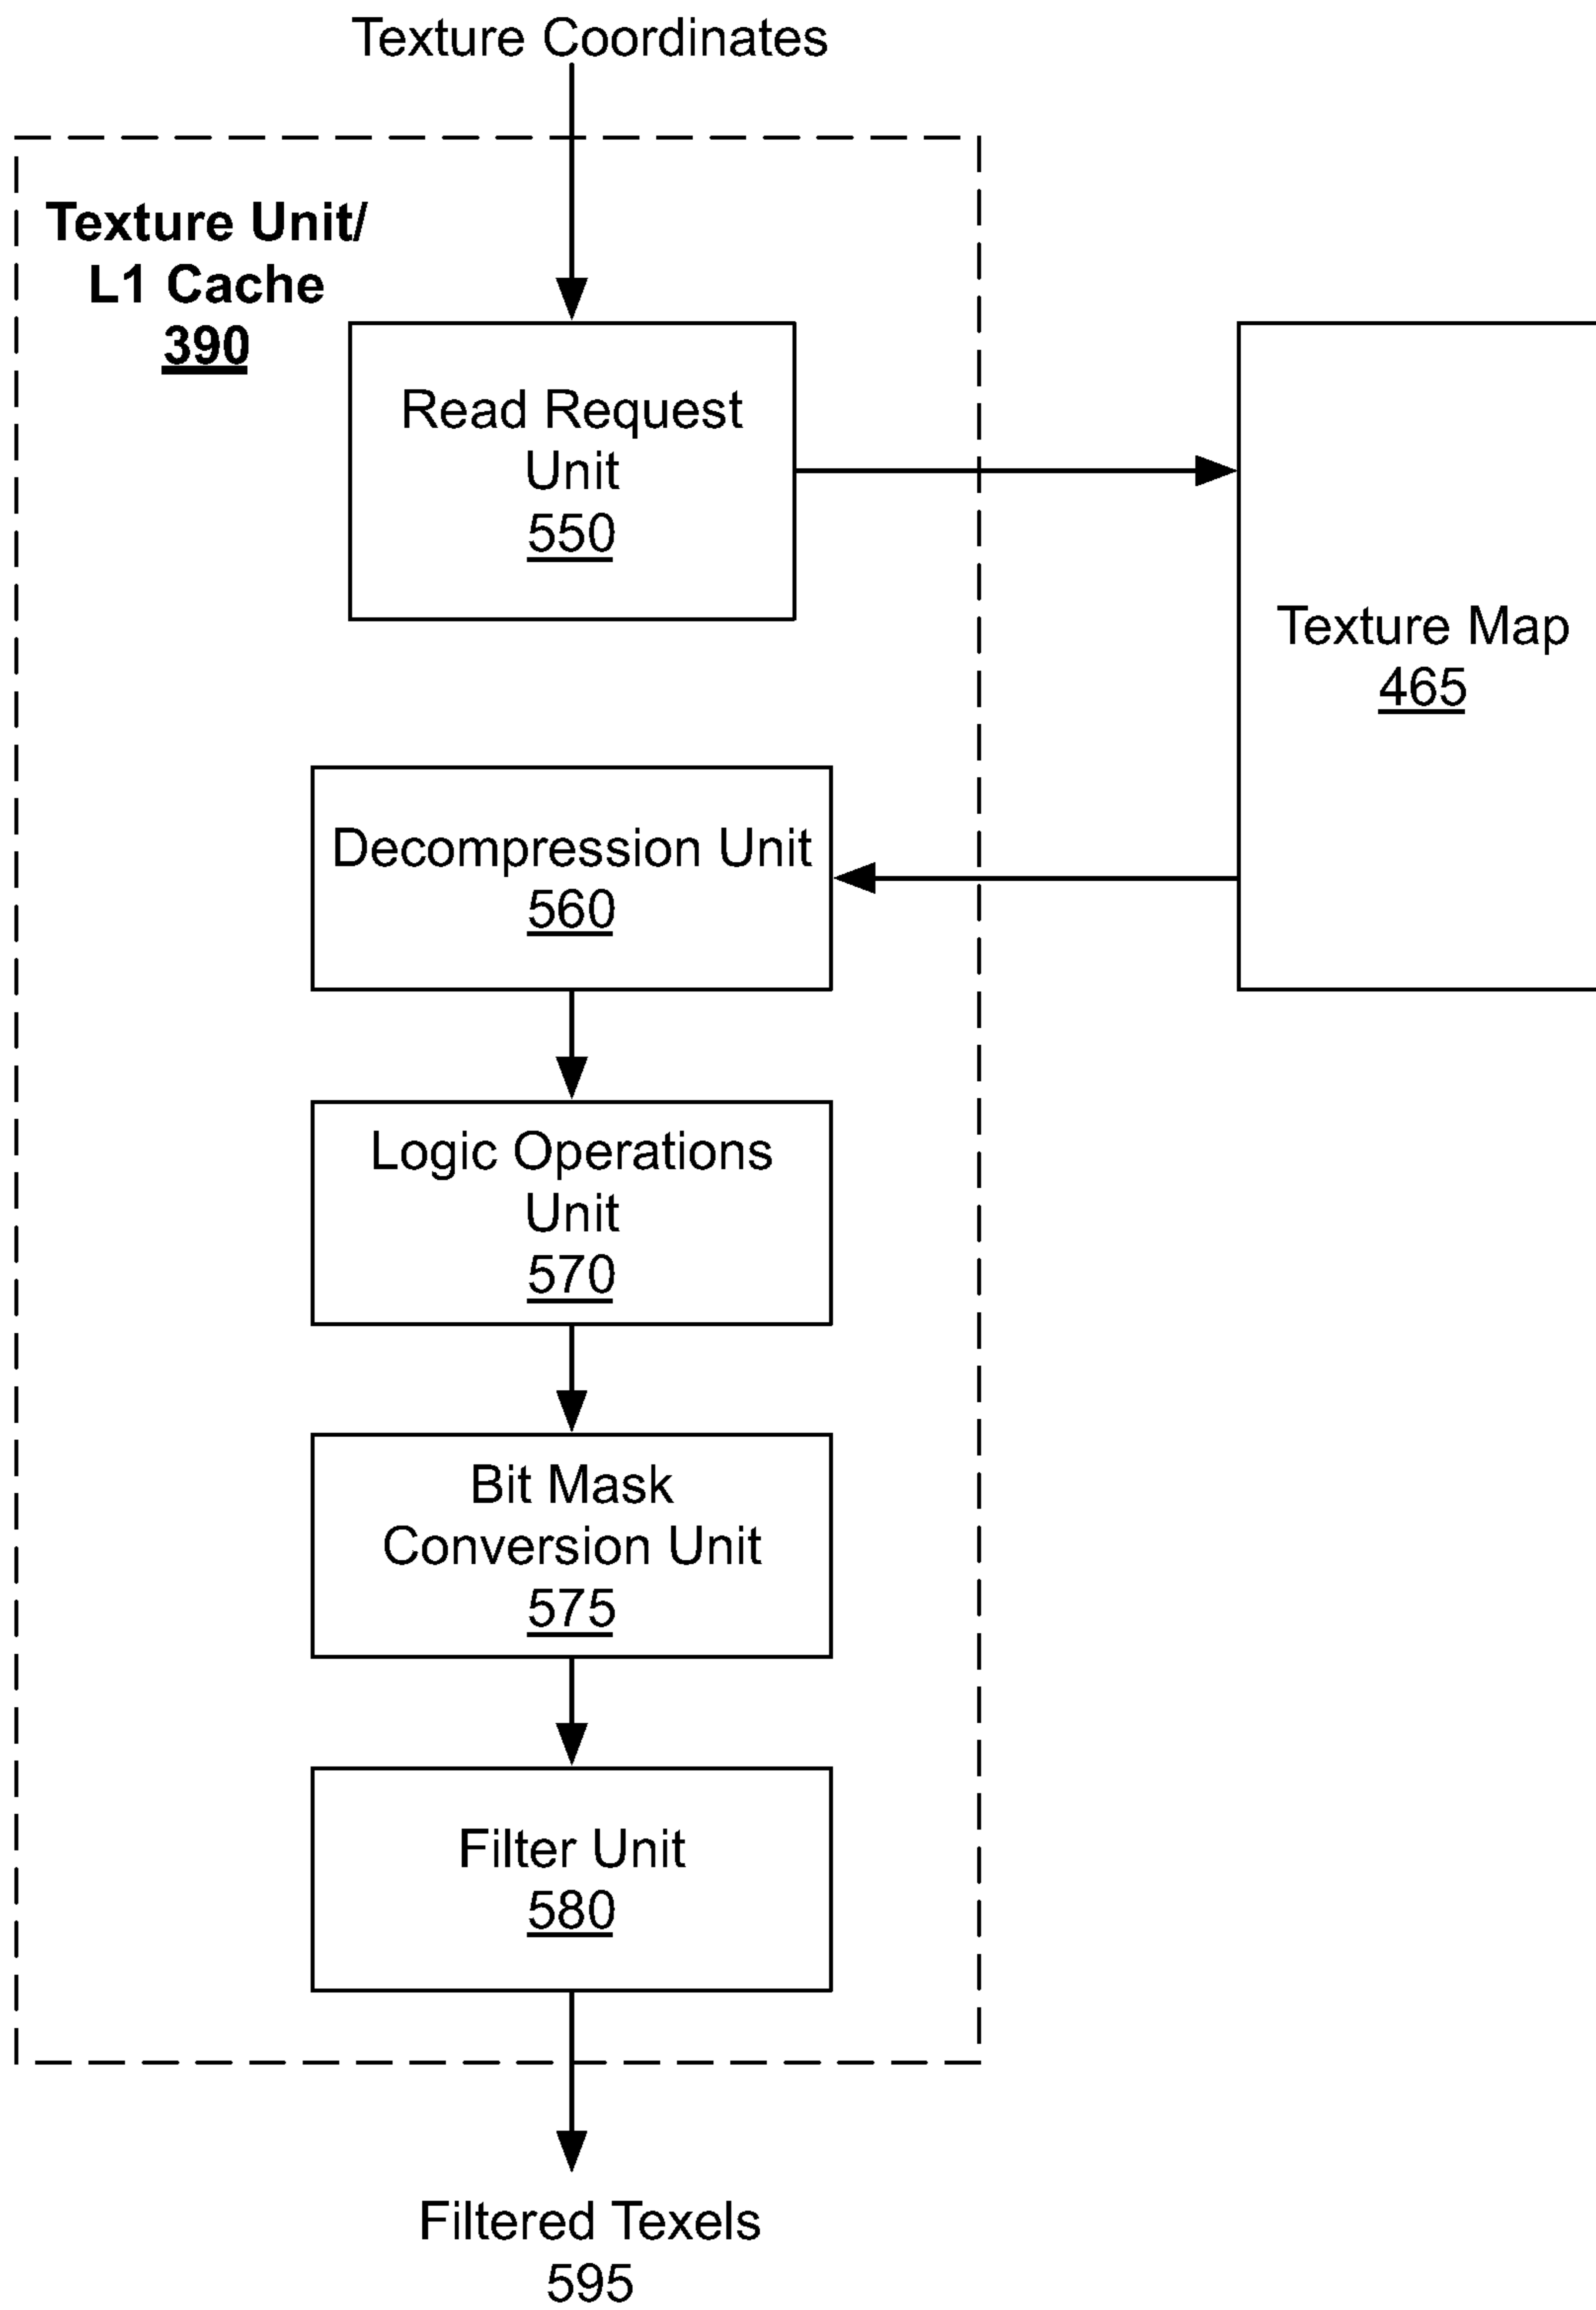 Texture Coordinates
Texture Unit/
L1 Cache
390
Read Request
Unit
550
Texture Map
465
Decompression Unit
560
Logic Operations
Unit
570
Bit Mask
Conversion Unit
575
Filter Unit
580
Filtered Texels
595